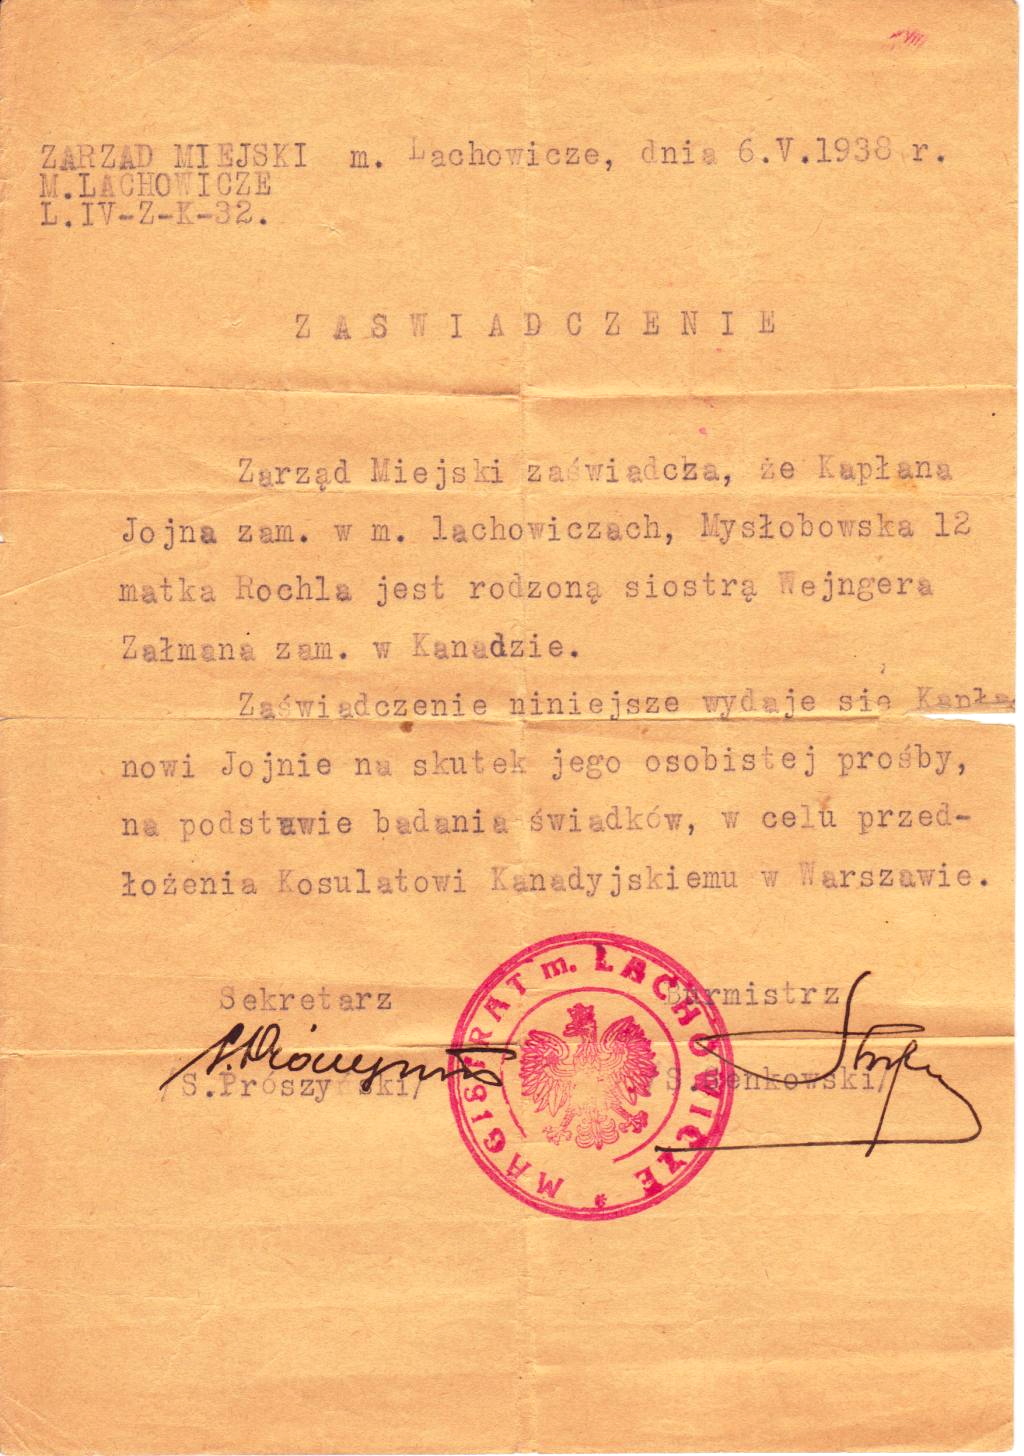 ZARZAD MIEJSKI m. Lachowicze, dnia 6.V.1938 r.
M.LACHOWICZE
L.IV-Z-K-32.
ZASWIADCZENIE
Zarząd Miejski zaświadcza, że Kapłana
Jojna zam. w m. lachowiczach, Mysłobowska 12
matka Rochla jest rodzoną siostrą Wejngera
Załmana zam. w Kanadzie.
Zaświadczenie niniejsze wydaje się Kapła-
nowi Jojnie na skutek jego osobistej prośby,
na podstawie badania świadków, w celu przed-
łożenia Kosulatowi Kanadyjskiemu w Warszawie.
Sekretarz Burmistrz
S.Prószyński/ S.Benkowski/
MAGISTRAT m. LACHOWICZE *